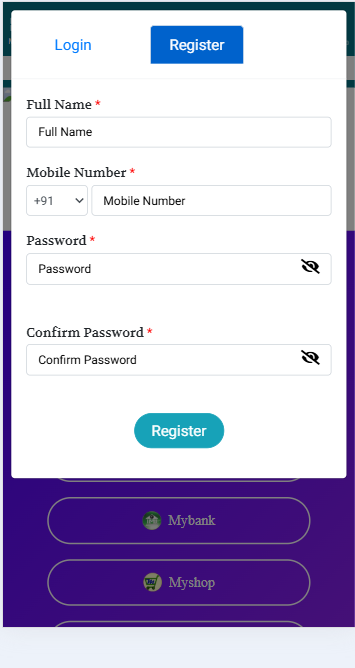 Login Register
Full Name *
Full Name
Mobile Number *
+91 Mobile Number
Password *
Password
Confirm Password *
Confirm Password
Register
Mybank
Myshop